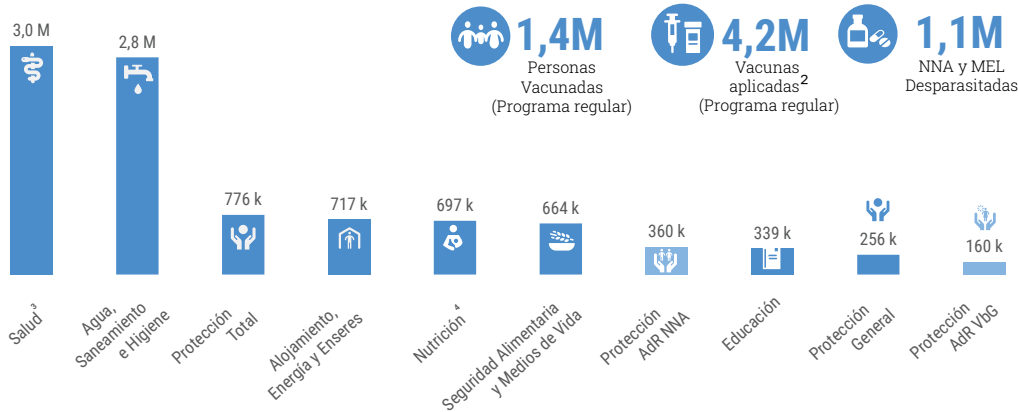 3,0 M
2,8 M
776 k
717 k
697 k
664 k
360 k
339 k
256 k
160 k
1,4M
Personas
Vacunadas
(Programa regular)
4,2M
Vacunas
aplicadas²
(Programa regular)
1,1M
NNA y MEL
Desparasitadas
Salud³
Agua,
Saneamiento
e Higiene
Protección
Total
Alojamiento,
Energía y Enseres
Nutrición⁴
Seguridad Alimentaria
y Medios de Vida
Protección
AdR NNA
Educación
Protección
General
Protección
AdR VbG